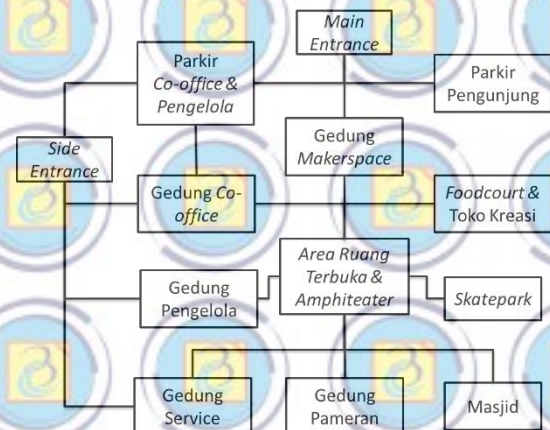 Main
Entrance
Parkir
Co-office &
Pengelola
Parkir
Pengunjung
Gedung
Makerspace
Side
Entrance
Gedung Co-
office
Foodcourt &
Toko Kreasi
Area Ruang
Terbuka &
Amphiteater
Gedung
Pengelola
Skatepark
Gedung
Service
Gedung
Pameran
Masjid